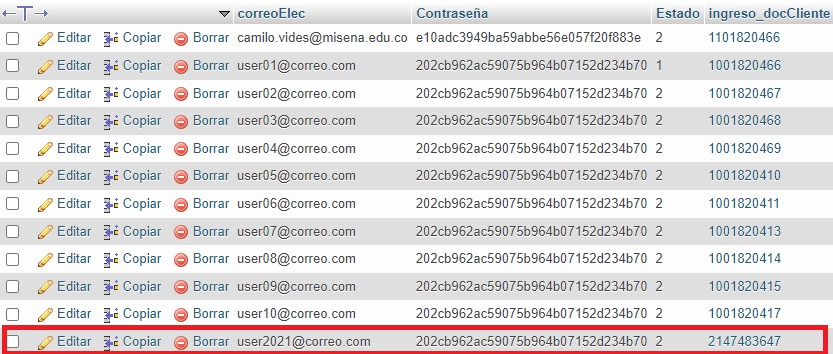 correoElec Contraseña Estado ingreso_docCliente
Editar Copiar Borrar camilo.vides@misena.edu.co e10adc3949ba59abbe56e057f20f883e 2 1101820466
Editar Copiar Borrar user01@correo.com 202cb962ac59075b964b07152d234b70 1 1001820466
Editar Copiar Borrar user02@correo.com 202cb962ac59075b964b07152d234b70 2 1001820467
Editar Copiar Borrar user03@correo.com 202cb962ac59075b964b07152d234b70 2 1001820468
Editar Copiar Borrar user04@correo.com 202cb962ac59075b964b07152d234b70 2 1001820469
Editar Copiar Borrar user05@correo.com 202cb962ac59075b964b07152d234b70 2 1001820410
Editar Copiar Borrar user06@correo.com 202cb962ac59075b964b07152d234b70 2 1001820411
Editar Copiar Borrar user07@correo.com 202cb962ac59075b964b07152d234b70 2 1001820413
Editar Copiar Borrar user08@correo.com 202cb962ac59075b964b07152d234b70 2 1001820414
Editar Copiar Borrar user09@correo.com 202cb962ac59075b964b07152d234b70 2 1001820415
Editar Copiar Borrar user10@correo.com 202cb962ac59075b964b07152d234b70 2 1001820417
Editar Copiar Borrar user2021@correo.com 202cb962ac59075b964b07152d234b70 2 2147483647